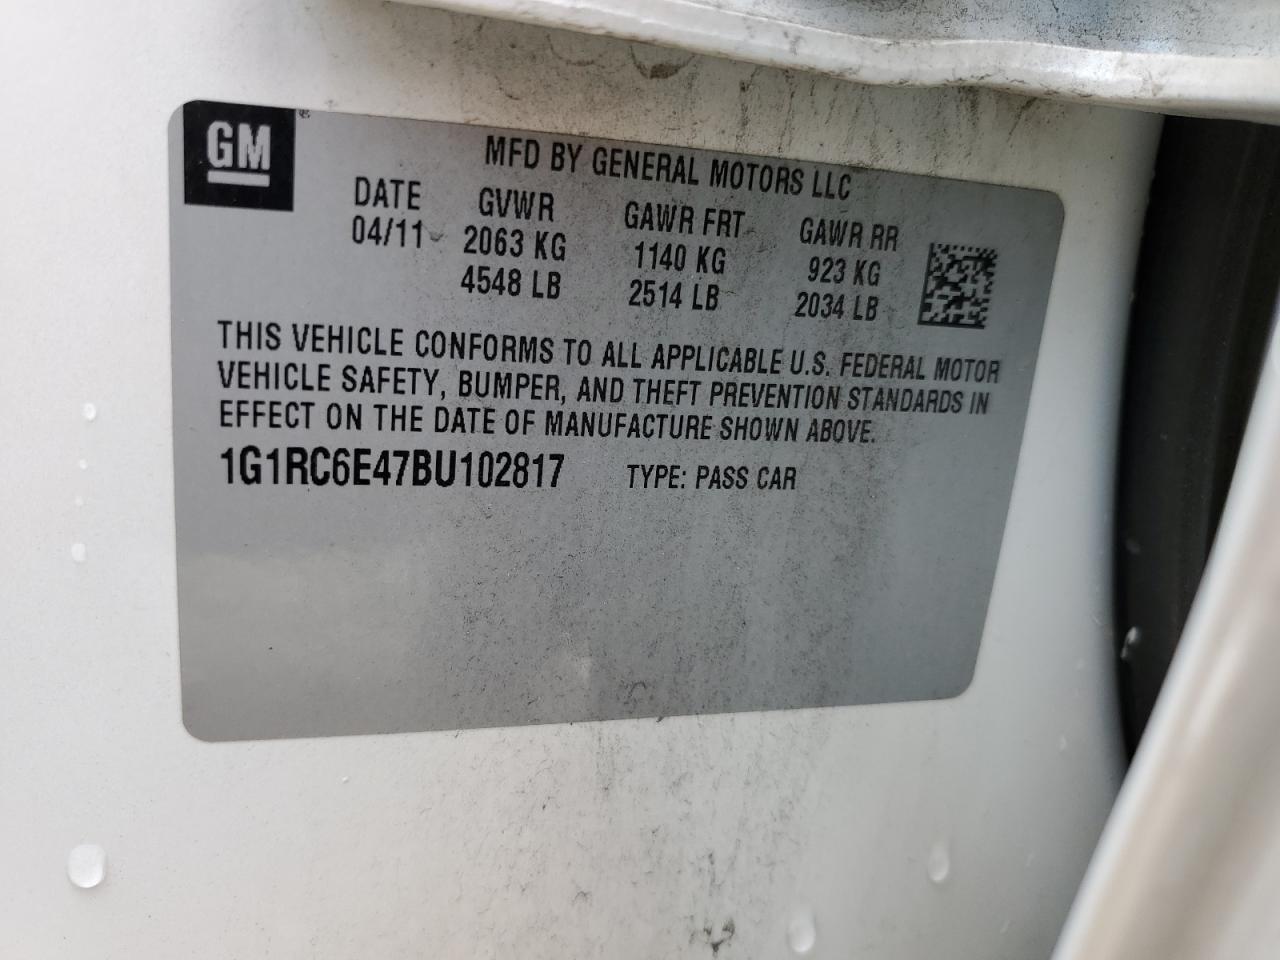 GM
MFD BY GENERAL MOTORS LLC
DATE GVWR GAWR FRT GAWR RR
04/11 2063 KG 1140 KG 923 KG
4548 LB 2514 LB 2034 LB
THIS VEHICLE CONFORMS TO ALL APPLICABLE U.S. FEDERAL MOTOR
VEHICLE SAFETY, BUMPER, AND THEFT PREVENTION STANDARDS IN
EFFECT ON THE DATE OF MANUFACTURE SHOWN ABOVE.
1G1RC6E47BU102817 TYPE: PASS CAR